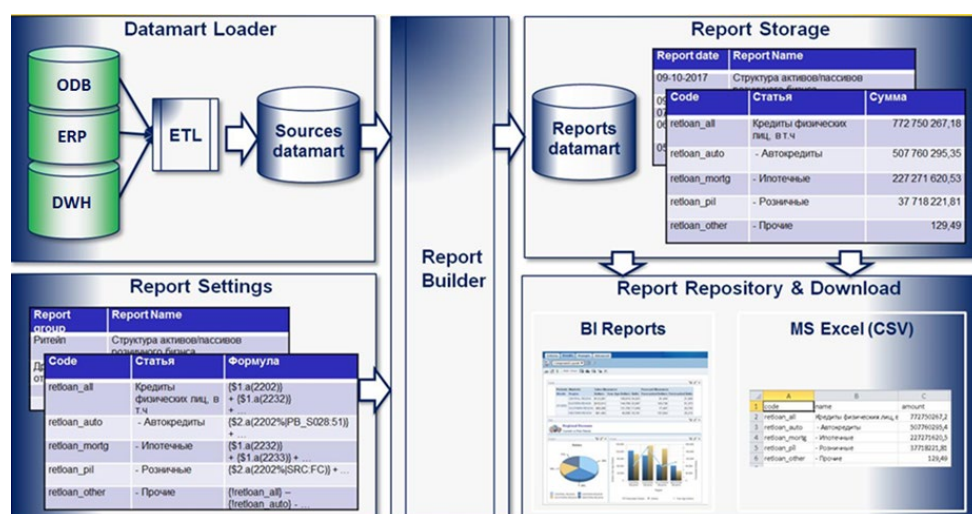 Datamart Loader
ODB
ERP
DWH
ETL
Sources
datamart
Report
Builder
Report Storage
Reports
datamart
Report date Report Name
09-10-2017 Структура активов/пассивов
Code Статья Сумма
retloan_all Кредиты физических лиц, в т.ч 772 750 267,18
retloan_auto - Автокредиты 507 760 295,35
retloan_mortg - Ипотечные 227 271 620,53
retloan_pil - Розничные 37 718 221,81
retloan_other - Прочие 129,49
Report Settings
Report group Report Name
Ритейл Структура активов/пассивов
розничного бизнеса
Code Статья Формула
retloan_all Кредиты физических лиц, в т.ч {$1.a(2202)} + {$1.a(2232)} + ...
retloan_auto - Автокредиты {$2.a(2202%|PB_S028:51)} + ...
retloan_mortg - Ипотечные {$1.a(2232)} + {$1.a(2233)} + ...
retloan_pil - Розничные {$2.a(2202%|SRC:FC)} + ...
retloan_other - Прочие {!retloan_all} – {!retloan_auto} - ...
Report Repository & Download
BI Reports
MS Excel (CSV)
A B C
1 code name amount
2 retloan_all Кредиты физических лиц, в 772750267,2
3 retloan_auto - Автокредиты 507760295,4
4 retloan_mortg - Ипотечные 227271620,5
5 retloan_pil - Розничные 37718221,81
6 retloan_other - Прочие 129,49